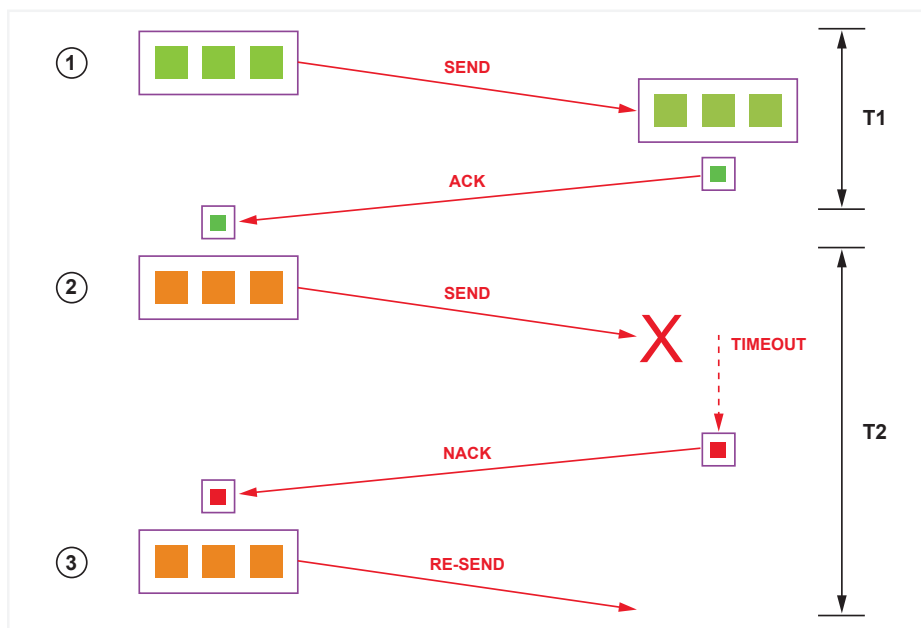 1
SEND
T1
ACK
2
SEND
X
TIMEOUT
T2
NACK
3
RE-SEND